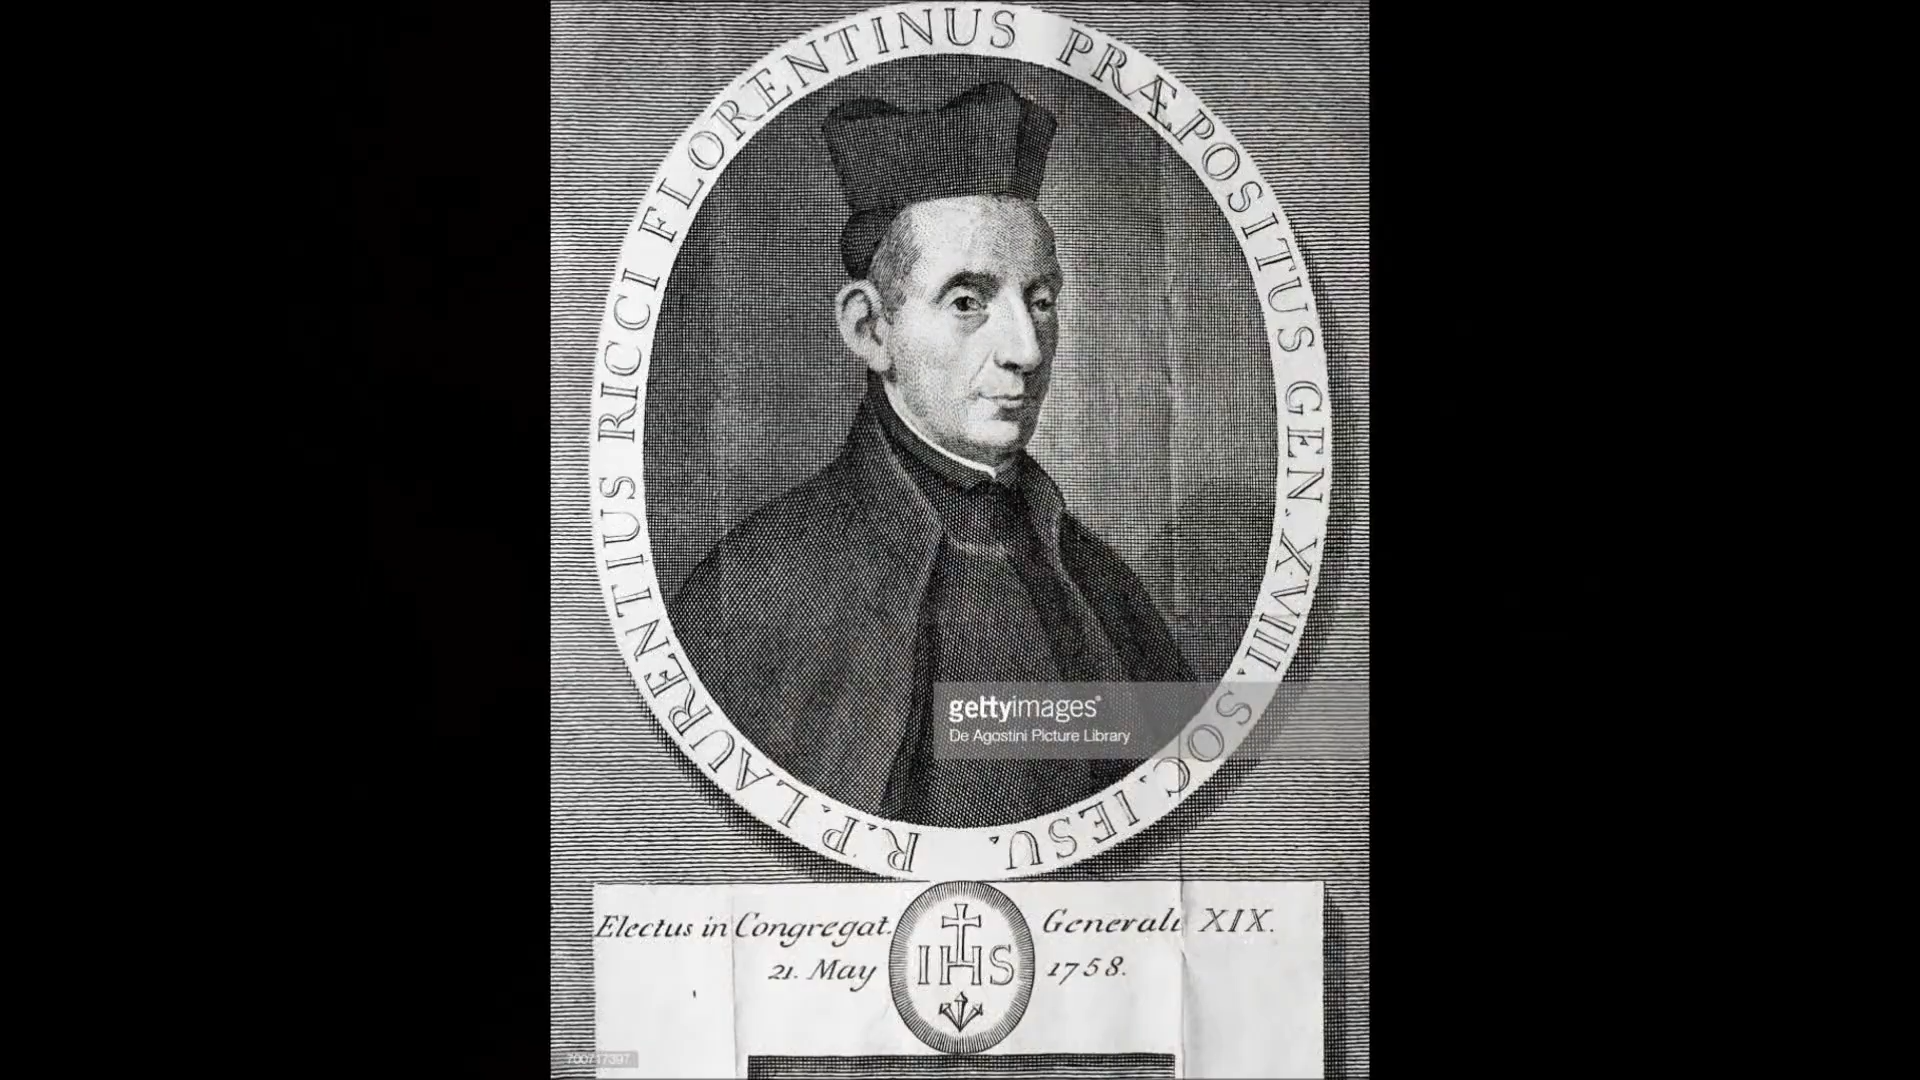 R.P. LAURENTIUS RICCI FLORENTINUS PRÆPOSITUS GEN. XVIII. SOC. IESU.
gettyimages®
De Agostini Picture Library
Electus in Congregat. Generali XIX.
21. May 1758.
IHS
700717397